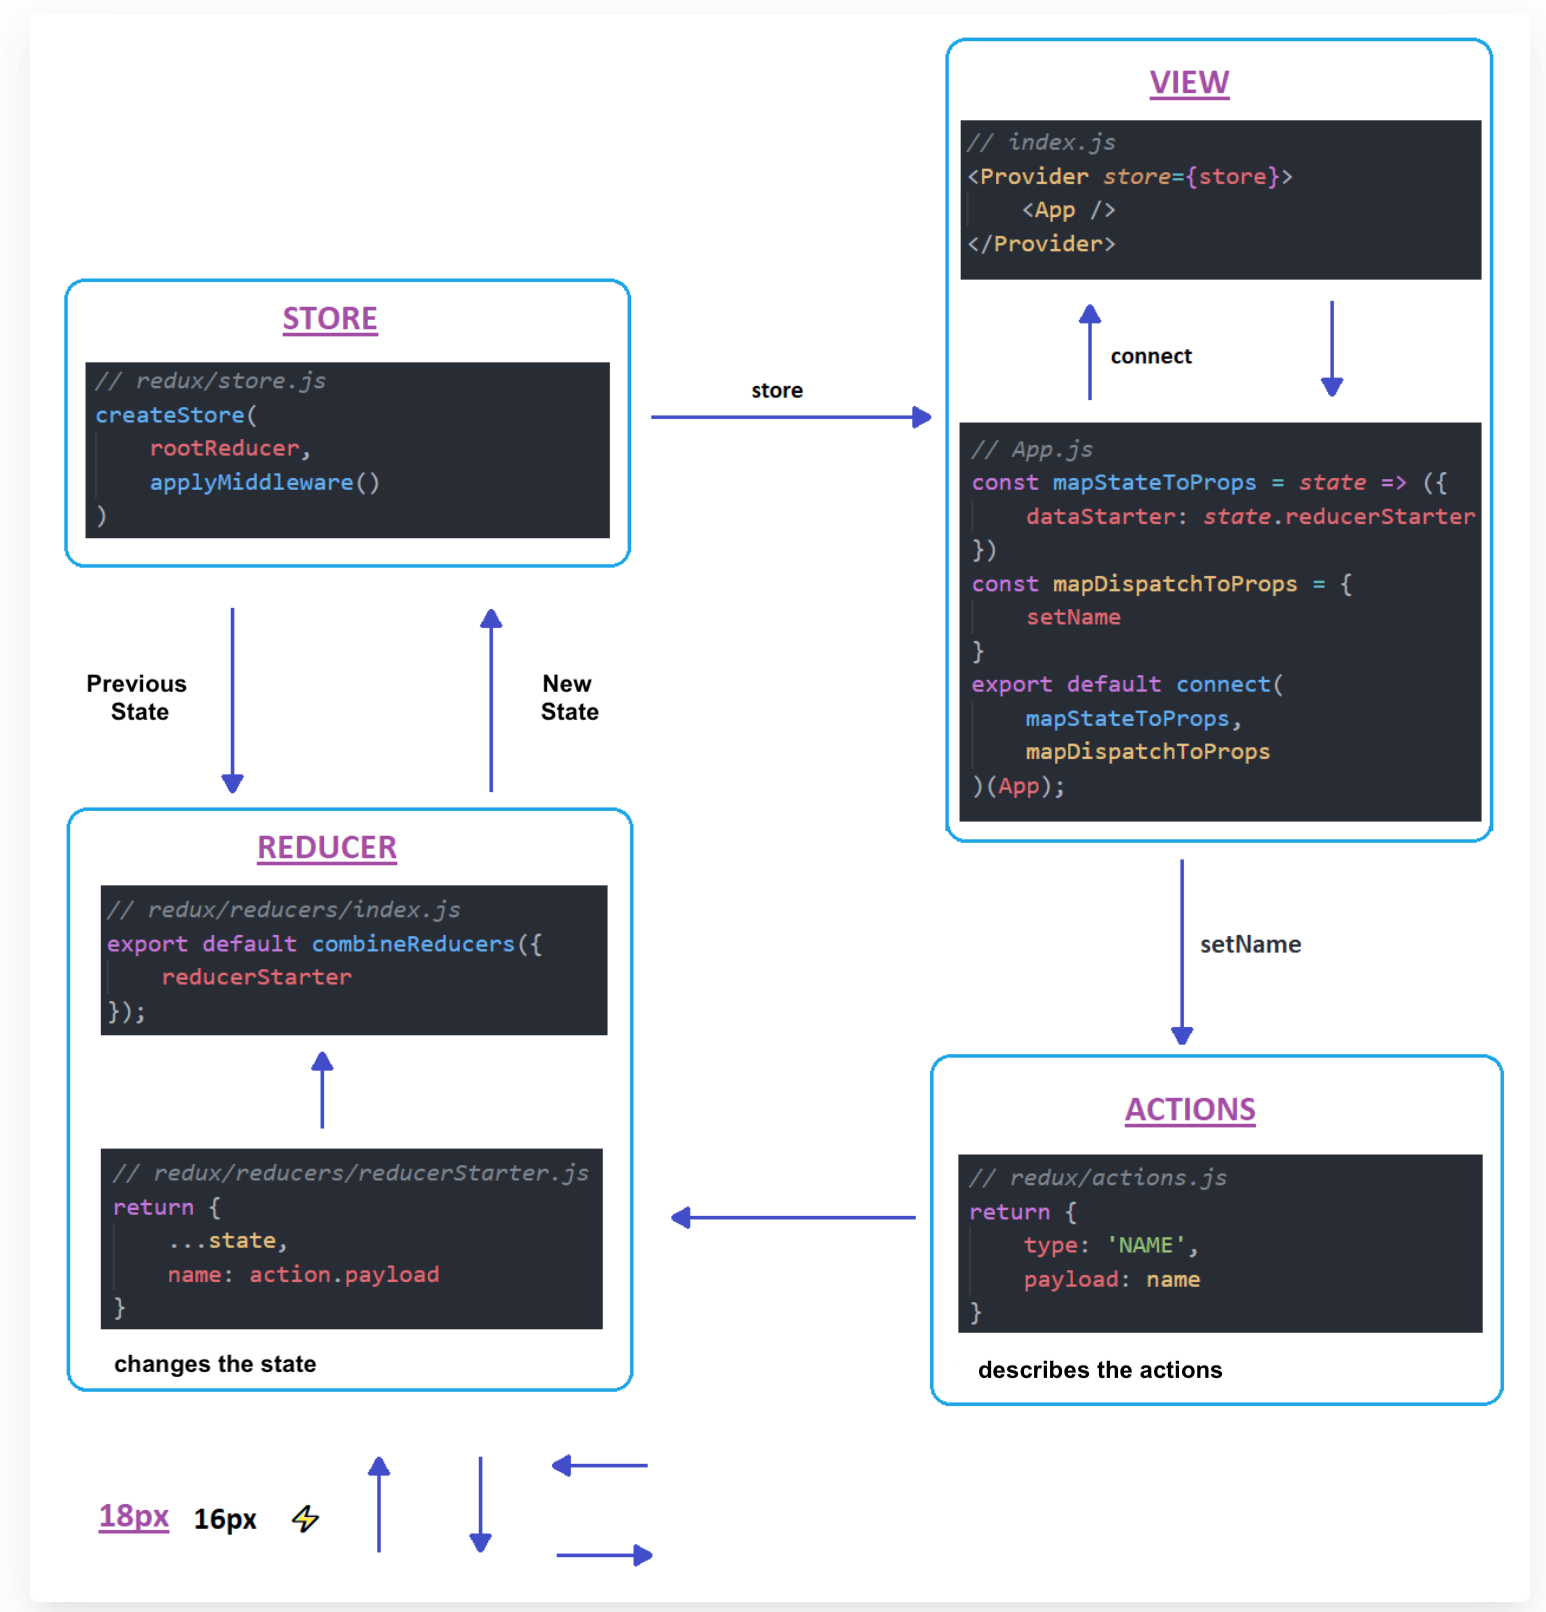 VIEW
// index.js
<Provider store={store}>
    <App />
</Provider>
connect
// App.js
const mapStateToProps = state => ({
    dataStarter: state.reducerStarter
})
const mapDispatchToProps = {
    setName
}
export default connect(
    mapStateToProps,
    mapDispatchToProps
)(App);
STORE
// redux/store.js
createStore(
    rootReducer,
    applyMiddleware()
)
store
Previous
State
New
State
REDUCER
// redux/reducers/index.js
export default combineReducers({
    reducerStarter
});
// redux/reducers/reducerStarter.js
return {
    ...state,
    name: action.payload
}
changes the state
setName
ACTIONS
// redux/actions.js
return {
    type: 'NAME',
    payload: name
}
describes the actions
18px 16px